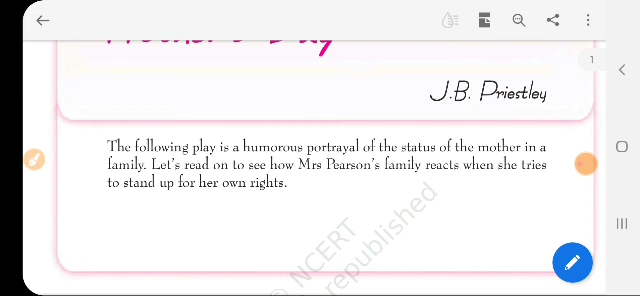 1
J.B. Priestley
The following play is a humorous portrayal of the status of the mother in a
family. Let's read on to see how Mrs Pearson's family reacts when she tries
to stand up for her own rights.
© NCERT
republished